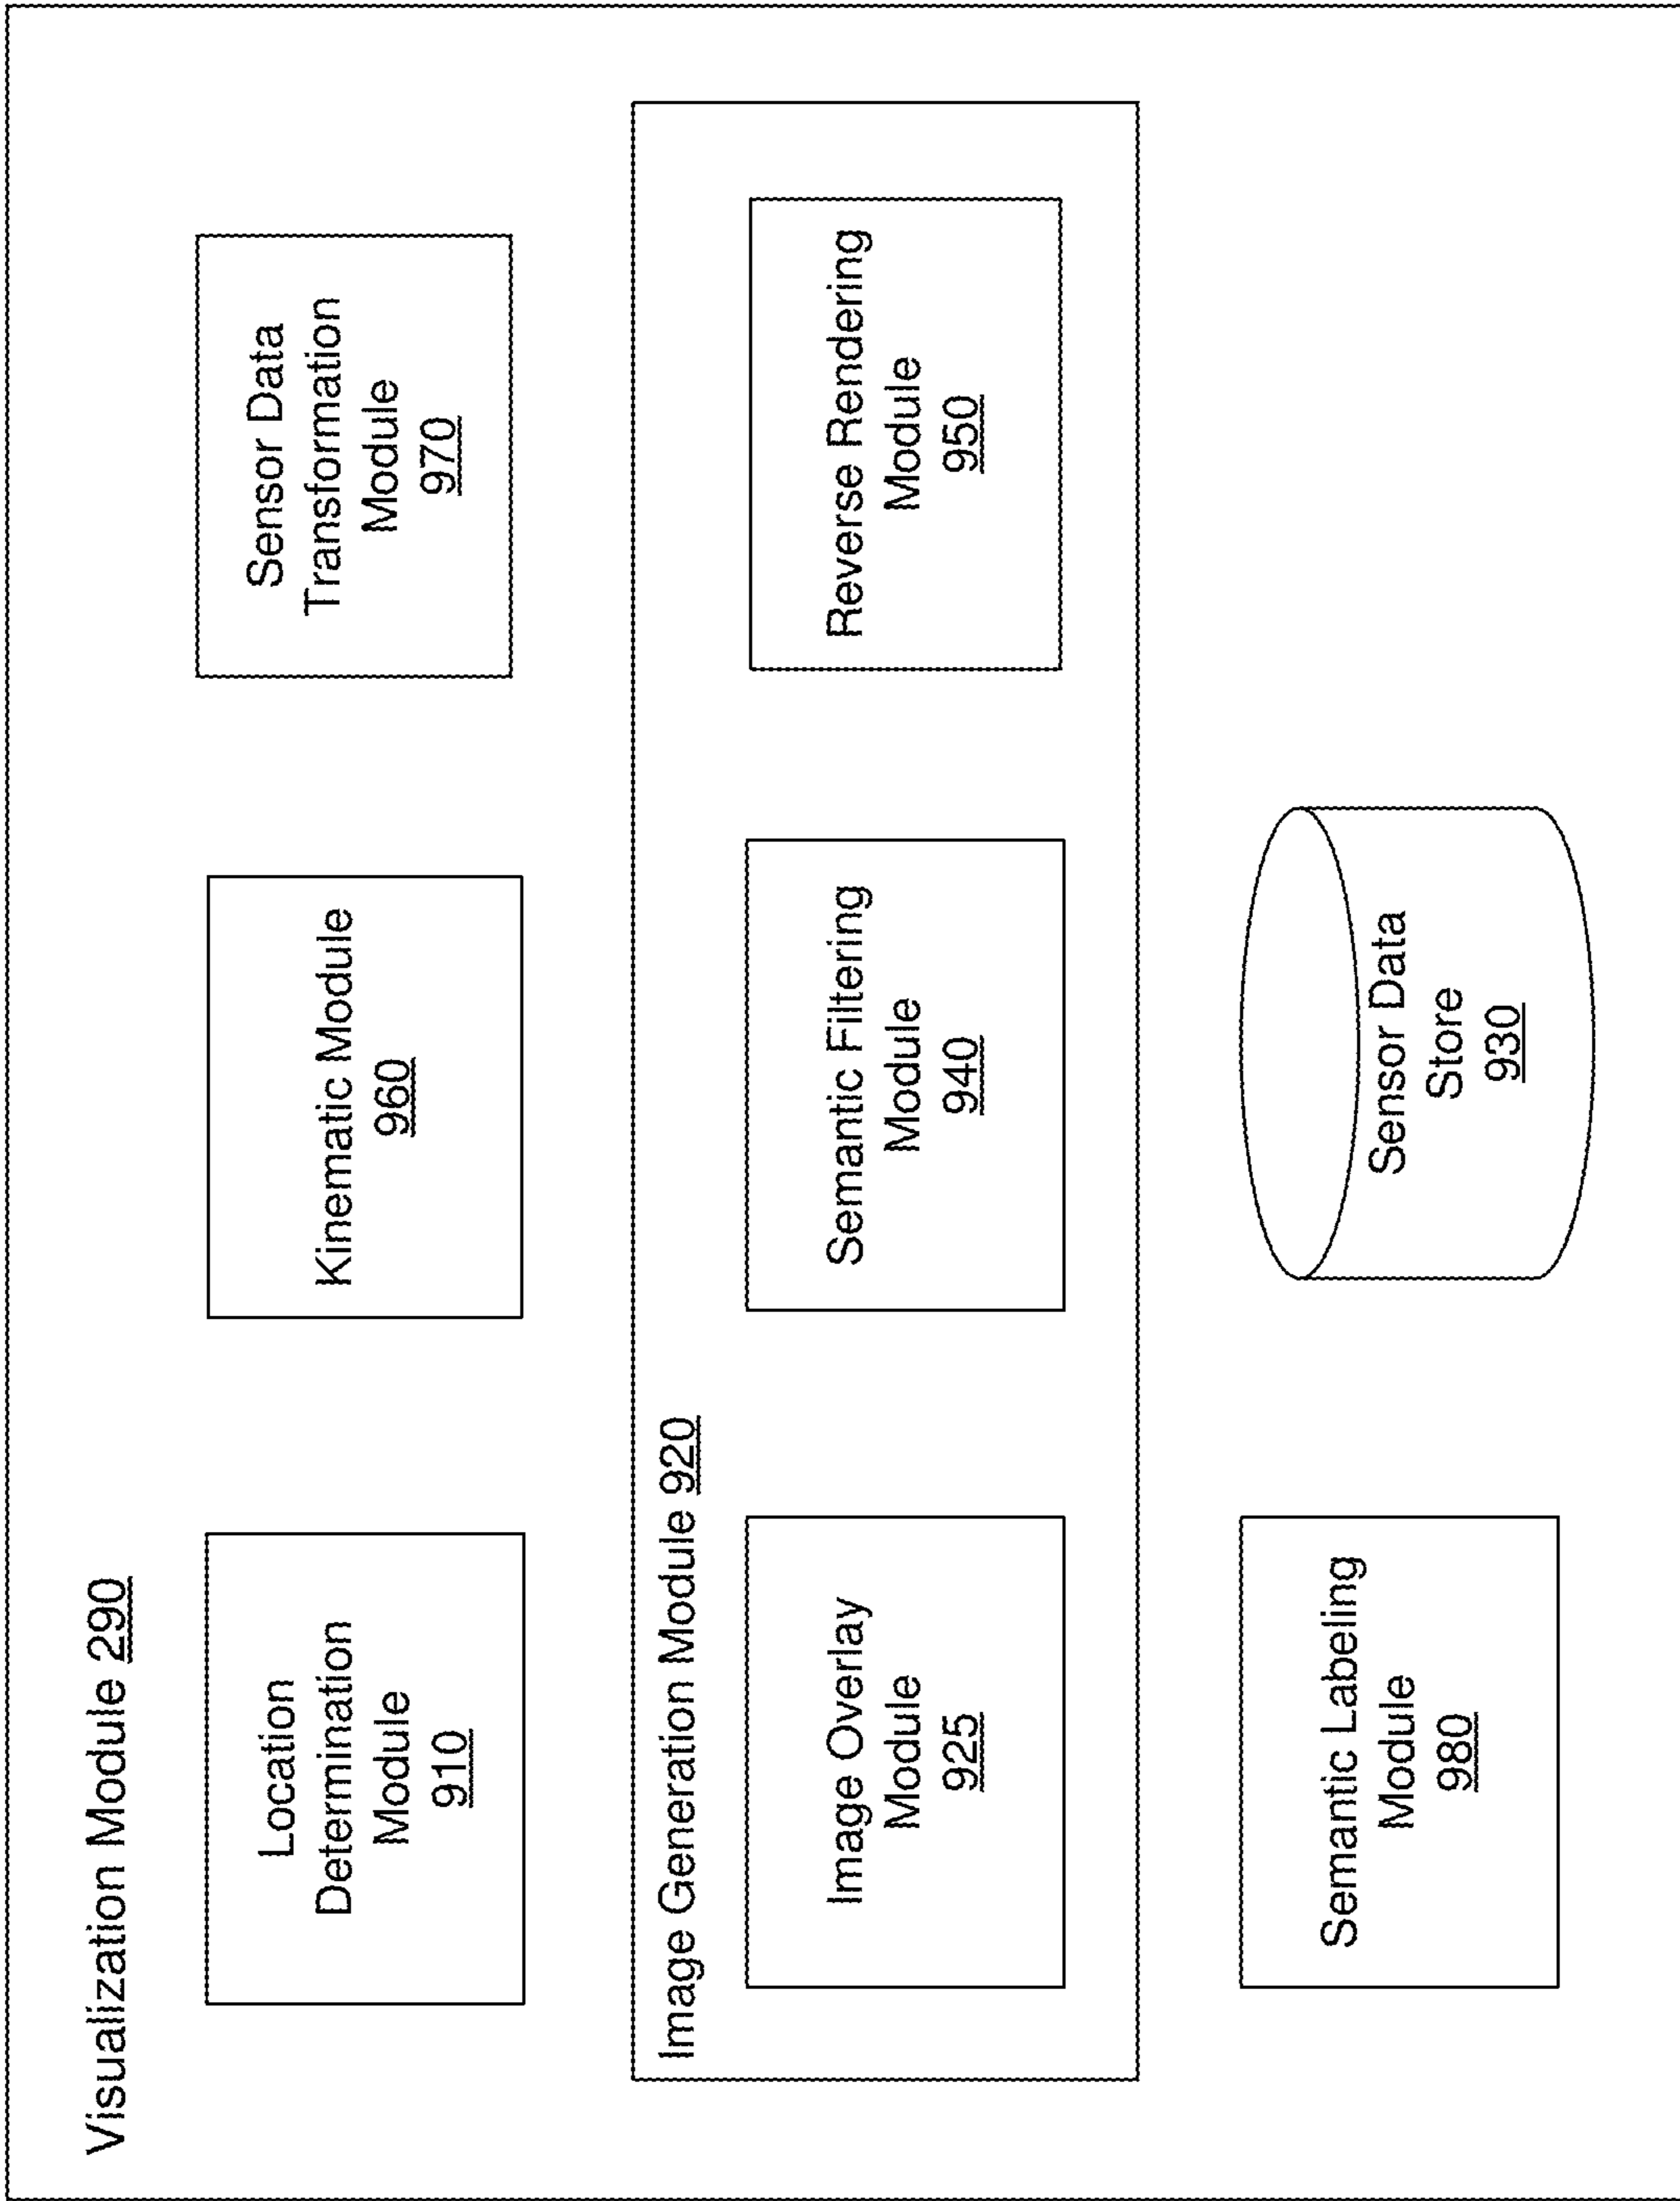 Visualization Module 290
Location
Determination
Module
910
Kinematic Module
960
Sensor Data
Transformation
Module
970
Image Generation Module 920
Image Overlay
Module
925
Semantic Filtering
Module
940
Reverse Rendering
Module
950
Semantic Labeling
Module
980
Sensor Data
Store
930